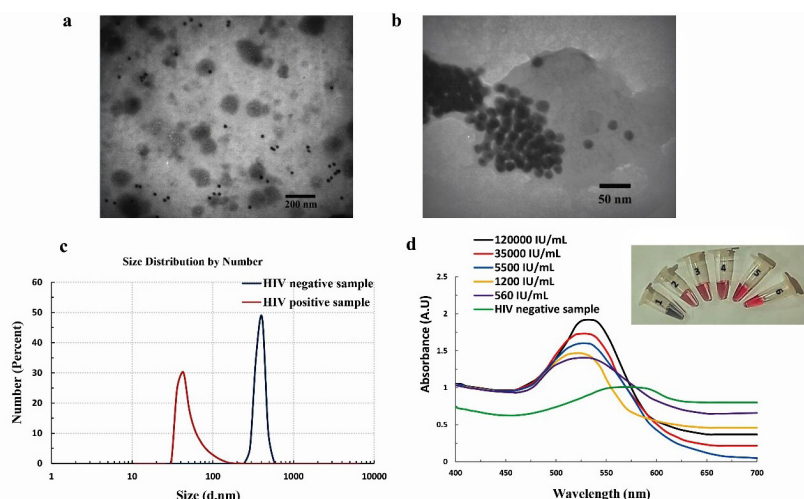 a
b
200 nm
50 nm
c
Size Distribution by Number
HIV negative sample
HIV positive sample
Number (Percent)
60
50
40
30
20
10
0
1
10
100
1000
10000
Size (d.nm)
d
120000 IU/mL
35000 IU/mL
5500 IU/mL
1200 IU/mL
560 IU/mL
HIV negative sample
1
2
3
4
5
6
Absorbance (A.U)
2.5
2
1.5
1
0.5
0
400
450
500
550
600
650
700
Wavelength (nm)